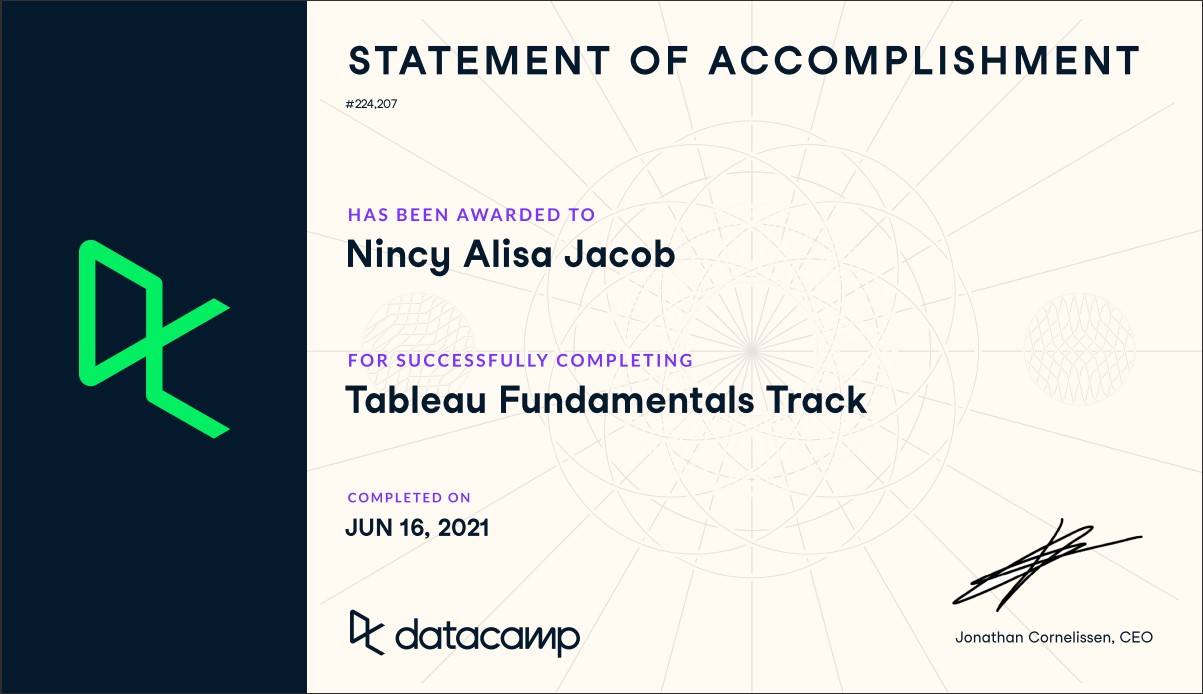 STATEMENT OF ACCOMPLISHMENT
#224,207
HAS BEEN AWARDED TO
Nincy Alisa Jacob
FOR SUCCESSFULLY COMPLETING
Tableau Fundamentals Track
COMPLETED ON
JUN 16, 2021
datacamp
Jonathan Cornelissen, CEO